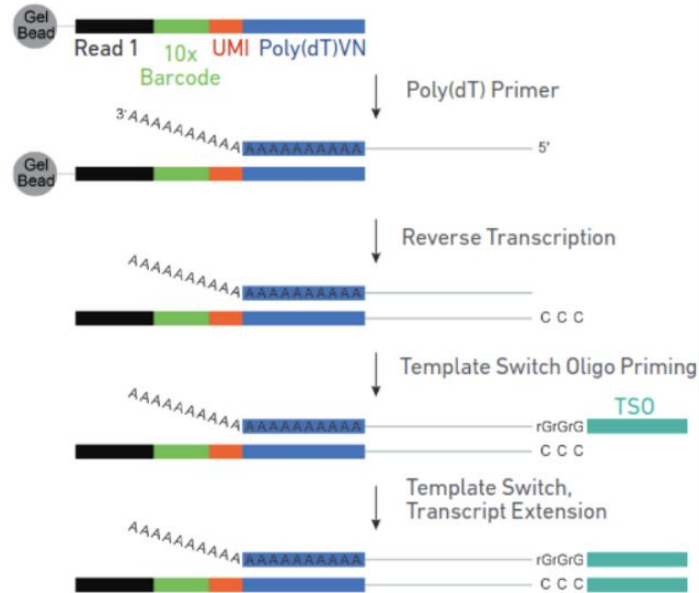 Gel Bead
Read 1 10x Barcode UMI Poly(dT)VN
Poly(dT) Primer
3'AAAAAAAAAA AAAAAAAAAA 5'
Gel Bead
Reverse Transcription
AAAAAAAAAA AAAAAAAAAA
C C C
Template Switch Oligo Priming
TSO
AAAAAAAAAA AAAAAAAAAA rGrGrG
C C C
Template Switch,
Transcript Extension
AAAAAAAAAA AAAAAAAAAA rGrGrG
C C C